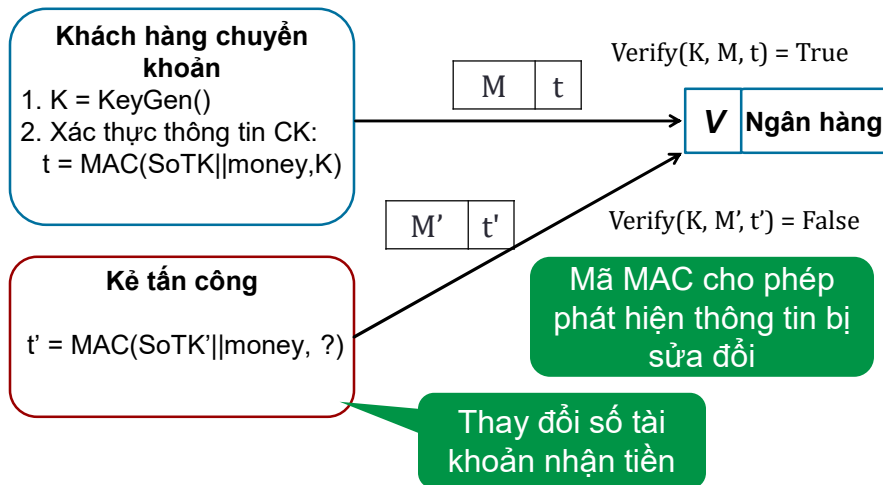 Khách hàng chuyển
khoản
1. K = KeyGen()
2. Xác thực thông tin CK:
t = MAC(SoTK||money,K)
M t
Verify(K, M, t) = True
V Ngân hàng
M’ t'
Verify(K, M’, t’) = False
Kẻ tấn công
t’ = MAC(SoTK’||money, ?)
Mã MAC cho phép
phát hiện thông tin bị
sửa đổi
Thay đổi số tài
khoản nhận tiền